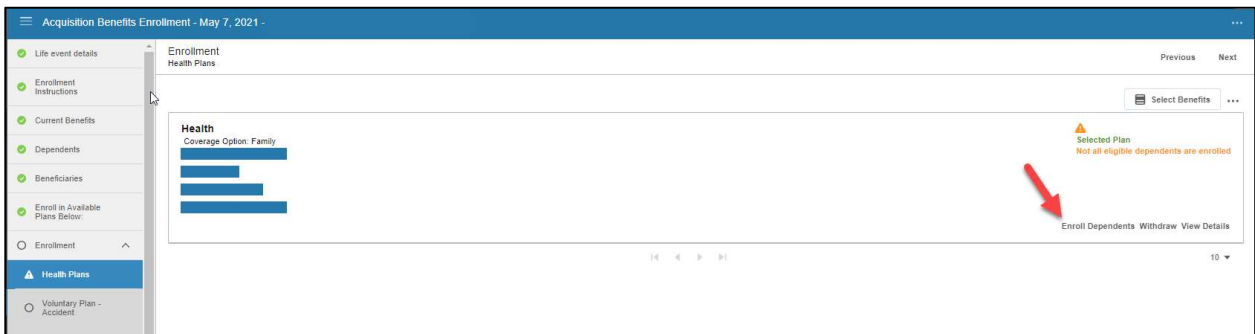 Acquisition Benefits Enrollment - May 7, 2021 -
Life event details
Enrollment
Instructions
Current Benefits
Dependents
Beneficiaries
Enroll in Available
Plans Below:
Enrollment
Health Plans
Voluntary Plan -
Accident
Enrollment
Health Plans
Previous Next
Select Benefits
Health
Coverage Option: Family
Selected Plan
Not all eligible dependents are enrolled
Enroll Dependents Withdraw View Details
10